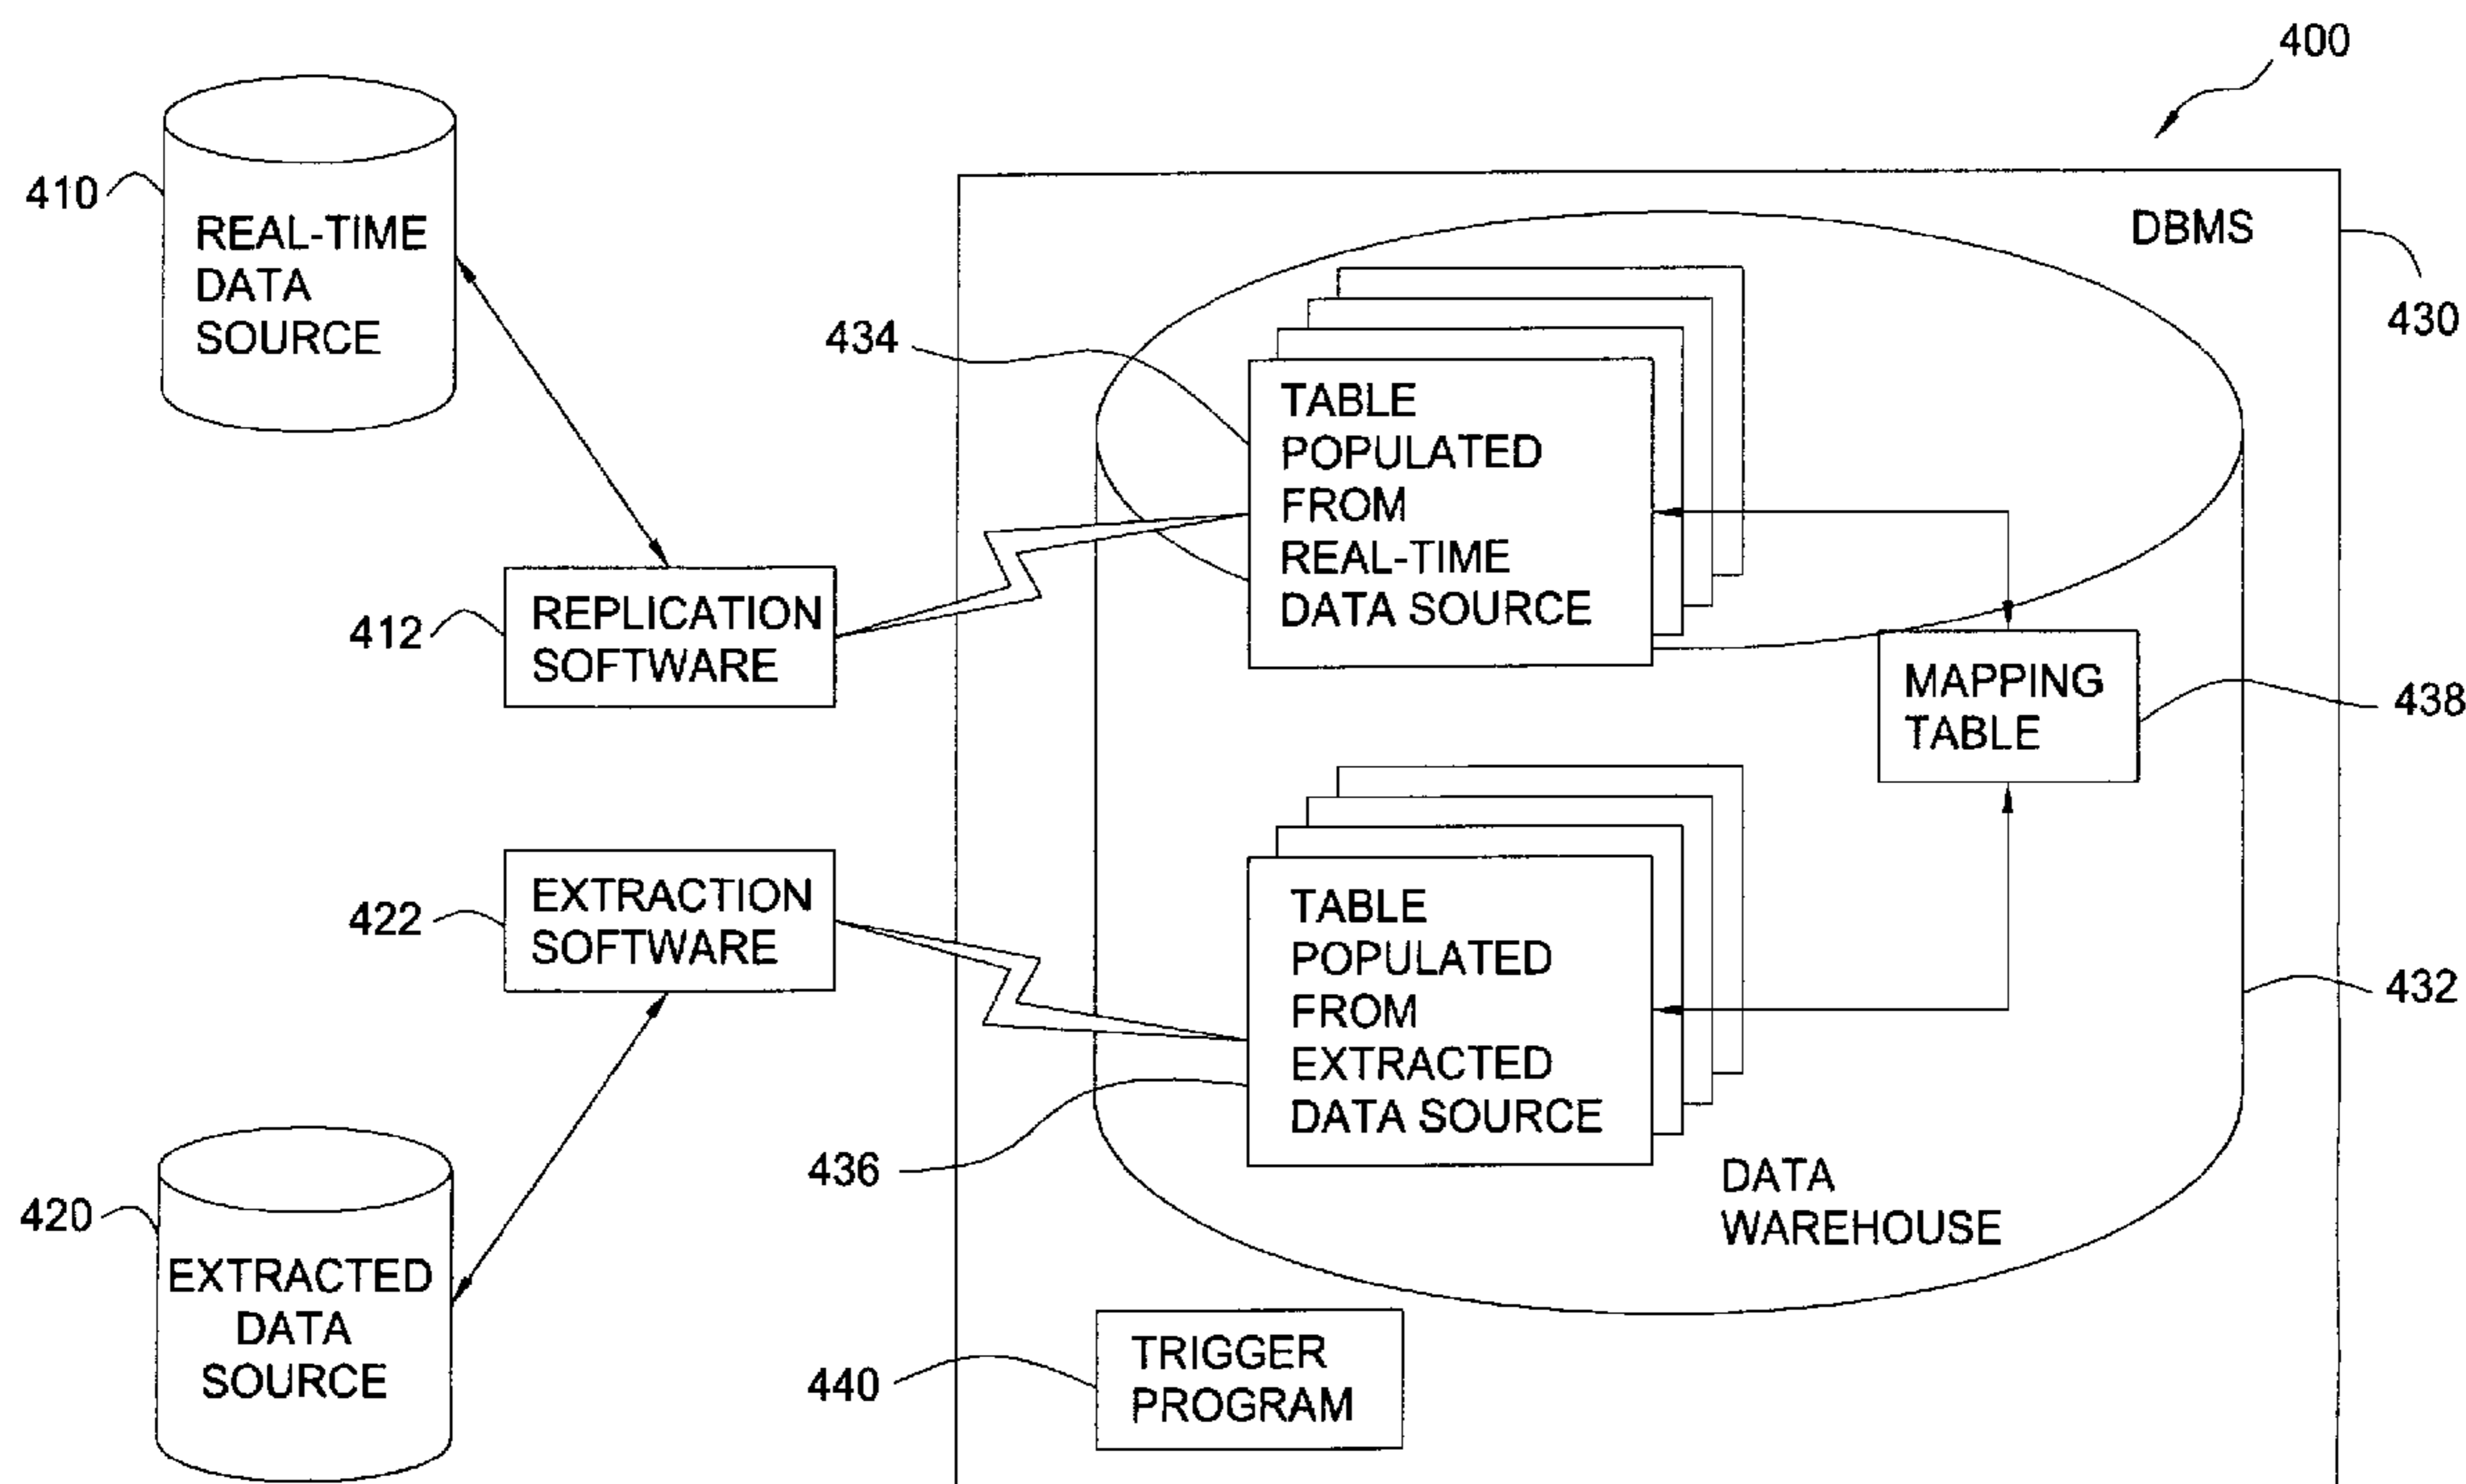 400
410
REAL-TIME
DATA
SOURCE
DBMS
430
434
TABLE
POPULATED
FROM
REAL-TIME
DATA SOURCE
412
REPLICATION
SOFTWARE
MAPPING
TABLE
438
422
EXTRACTION
SOFTWARE
TABLE
POPULATED
FROM
EXTRACTED
DATA SOURCE
432
436
DATA
WAREHOUSE
420
EXTRACTED
DATA
SOURCE
440
TRIGGER
PROGRAM